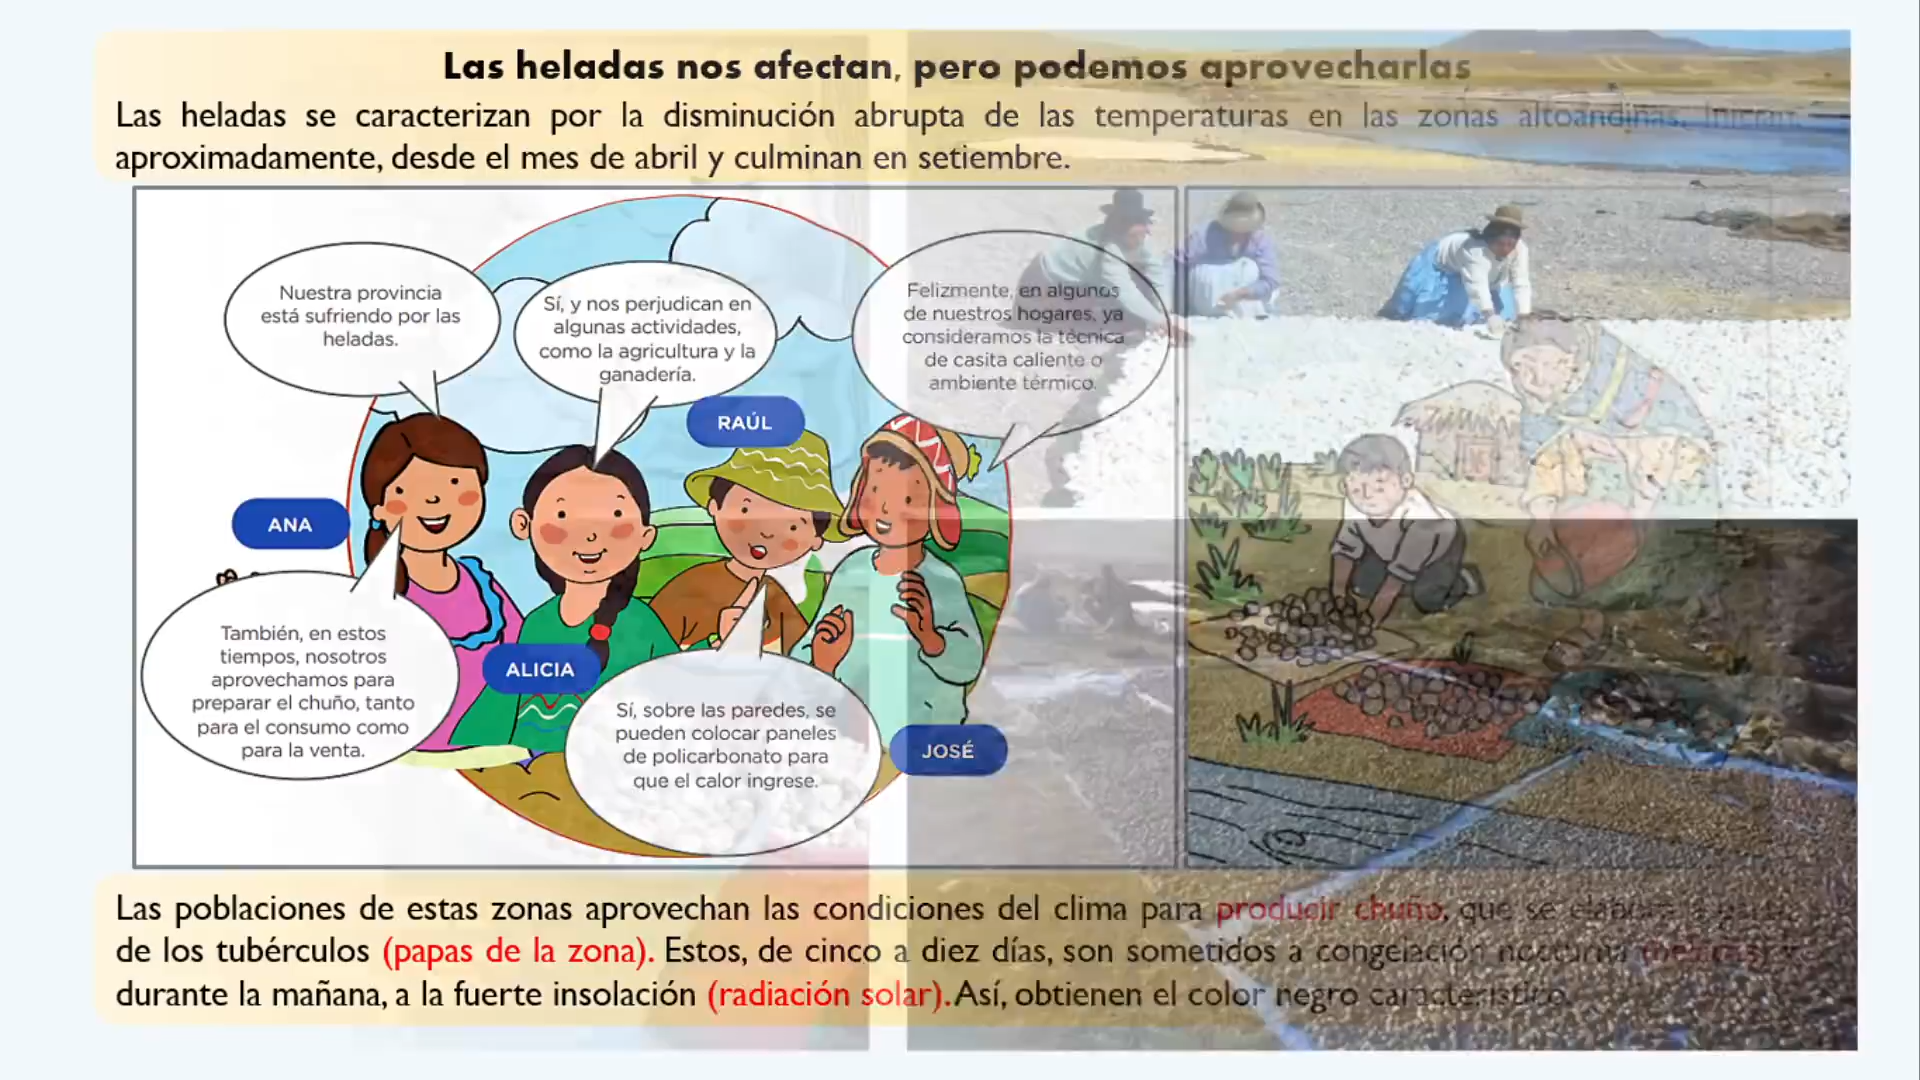 Las heladas nos afectan, pero podemos aprovecharlas
Las heladas se caracterizan por la disminución abrupta de las temperaturas en las zonas altoandinas. Inician,
aproximadamente, desde el mes de abril y culminan en setiembre.
Nuestra provincia
está sufriendo por las
heladas.
Sí, y nos perjudican en
algunas actividades,
como la agricultura y la
ganadería.
Felizmente, en algunos
de nuestros hogares, ya
consideramos la técnica
de casita caliente o
ambiente térmico.
RAÚL
ANA
También, en estos
tiempos, nosotros
aprovechamos para
preparar el chuño, tanto
para el consumo como
para la venta.
ALICIA
Sí, sobre las paredes, se
pueden colocar paneles
de policarbonato para
que el calor ingrese.
JOSÉ
Las poblaciones de estas zonas aprovechan las condiciones del clima para producir chuño, que se elabora
de los tubérculos (papas de la zona). Estos, de cinco a diez días, son sometidos a congelación nocturna
durante la mañana, a la fuerte insolación (radiación solar). Así, obtienen el color negro característico.